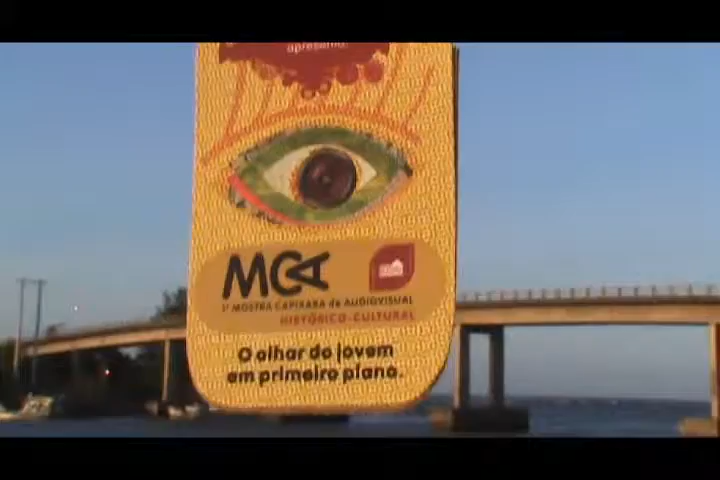 apresenta:
MCA
1ª MOSTRA CAPIXABA de AUDIOVISUAL
HISTÓRICO-CULTURAL
O olhar do jovem
em primeiro plano.